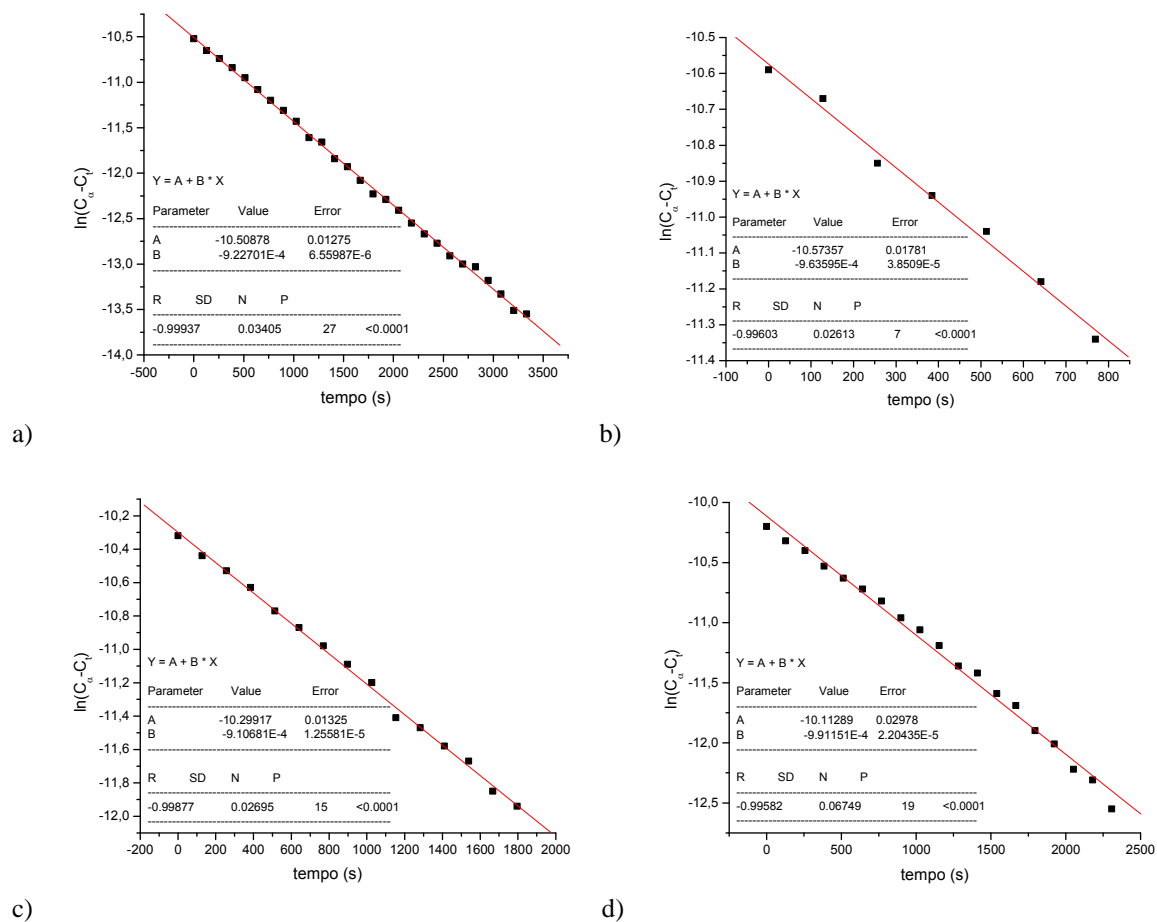 -10,5
-11,0
-11,5
-12,0
-12,5
-13,0
-13,5
-14,0
ln(Cα-Ct)
Y = A + B * X
Parameter Value Error
A -10.50878 0.01275
B -9.22701E-4 6.55987E-6
R SD N P
-0.99937 0.03405 27 <0.0001
-500 0 500 1000 1500 2000 2500 3000 3500
tempo (s)
a)
-10.5
-10.6
-10.7
-10.8
-10.9
-11.0
-11.1
-11.2
-11.3
-11.4
ln(Cα-Ct)
Y = A + B * X
Parameter Value Error
A -10.57357 0.01781
B -9.63595E-4 3.8509E-5
R SD N P
-0.99603 0.02613 7 <0.0001
-100 0 100 200 300 400 500 600 700 800
tempo (s)
b)
-10,2
-10,4
-10,6
-10,8
-11,0
-11,2
-11,4
-11,6
-11,8
-12,0
ln(Cα-Ct)
Y = A + B * X
Parameter Value Error
A -10.29917 0.01325
B -9.10681E-4 1.25581E-5
R SD N P
-0.99877 0.02695 15 <0.0001
-200 0 200 400 600 800 1000 1200 1400 1600 1800 2000
tempo (s)
c)
-10,0
-10,5
-11,0
-11,5
-12,0
-12,5
ln(Cα-Ct)
Y = A + B * X
Parameter Value Error
A -10.11289 0.02978
B -9.91151E-4 2.20435E-5
R SD N P
-0.99582 0.06749 19 <0.0001
0 500 1000 1500 2000 2500
tempo (s)
d)